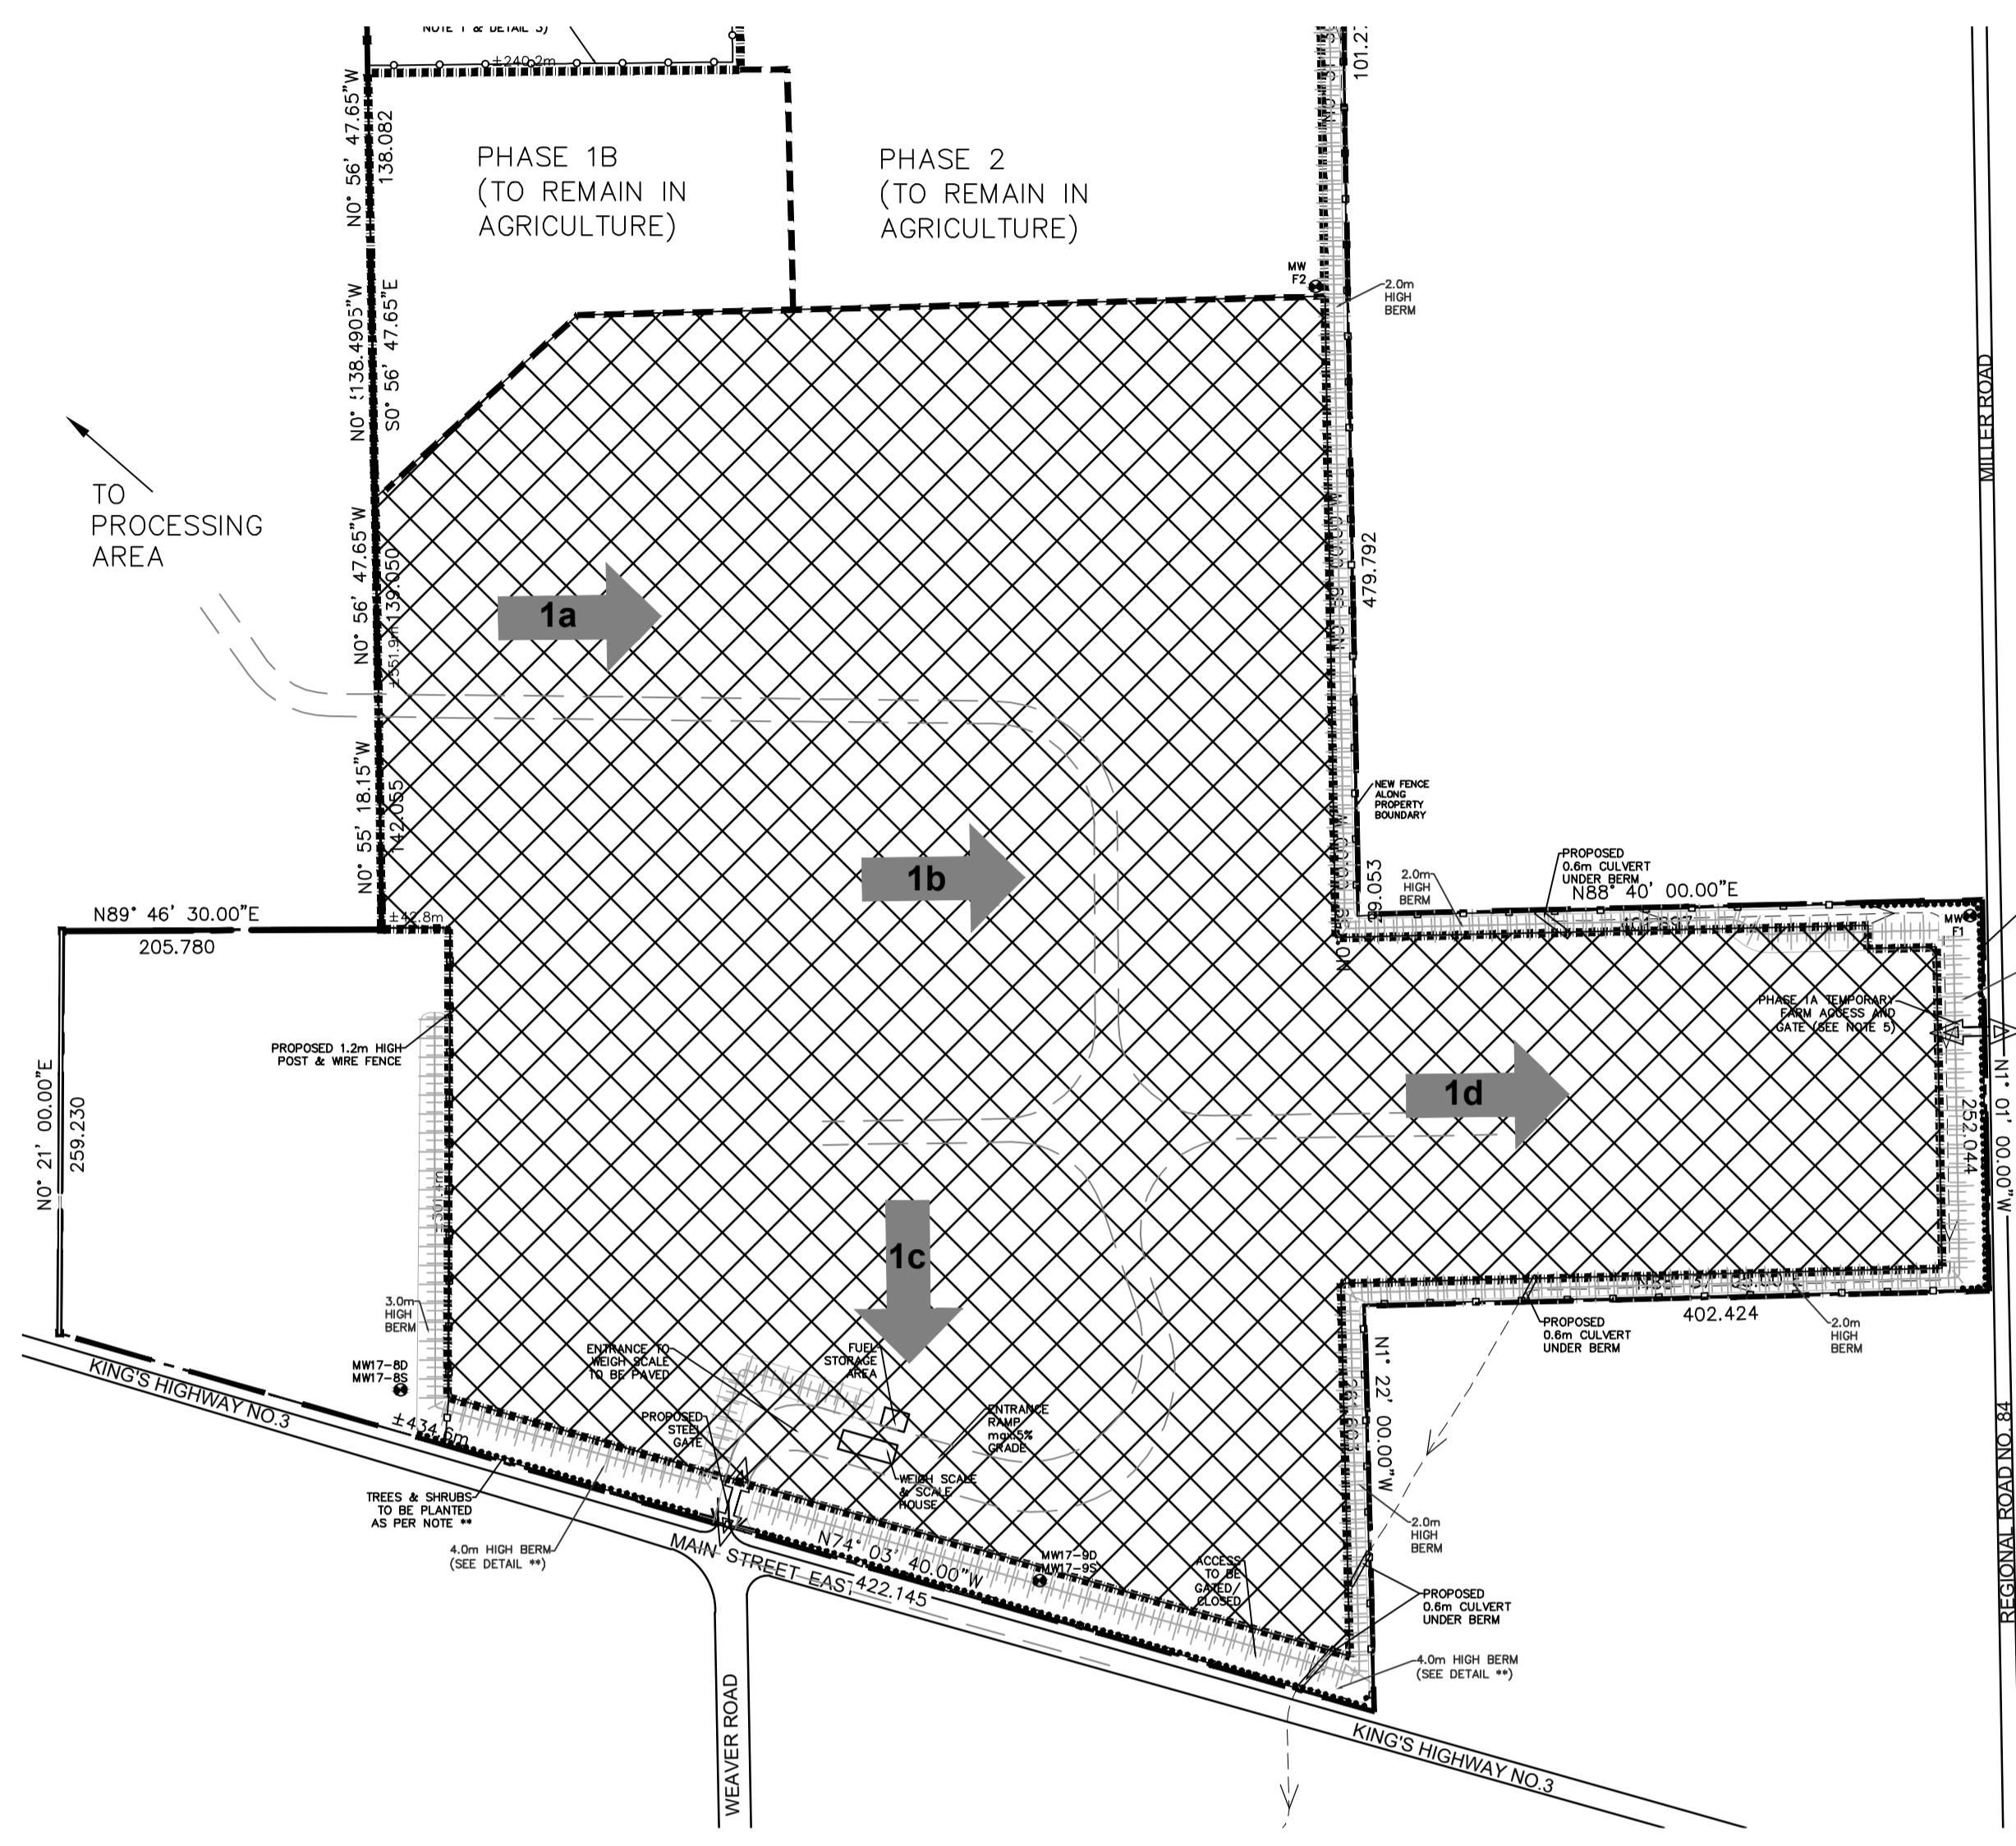 ±240.2m
101.2
N0° 56' 47.65"W
138.082
PHASE 1B
(TO REMAIN IN
AGRICULTURE)
PHASE 2
(TO REMAIN IN
AGRICULTURE)
MW
F2
2.0m
HIGH
BERM
138.4905"W
S0° 56' 47.65"E
MILLER ROAD
TO
PROCESSING
AREA
N0° 56' 47.65"W
139.050
1a
479.792
N0° 55' 18.15"W
142.055
NEW FENCE
ALONG
PROPERTY
BOUNDARY
1b
PROPOSED
0.6m CULVERT
UNDER BERM
2.0m
HIGH
BERM
N88° 40' 00.00"E
N89° 46' 30.00"E
205.780
±42.8m
MW
F1
PHASE 1A TEMPORARY
FARM ACCESS AND
GATE (SEE NOTE 5)
PROPOSED 1.2m HIGH
POST & WIRE FENCE
N0° 21' 00.00"E
259.230
1d
N1° 01' 00.00"W
252.044
1c
3.0m
HIGH
BERM
402.424
PROPOSED
0.6m CULVERT
UNDER BERM
2.0m
HIGH
BERM
MW17-8D
MW17-8S
ENTRANCE TO
WEIGH SCALE
TO BE PAVED
FUEL
STORAGE
AREA
N1° 22' 00.00"W
KING'S HIGHWAY NO.3
±434.6m
PROPOSED
STEEL
GATE
ENTRANCE
RAMP
max.5%
GRADE
WEIGH SCALE
& SCALE
HOUSE
TREES & SHRUBS
TO BE PLANTED
AS PER NOTE **
4.0m HIGH BERM
(SEE DETAIL **)
MAIN STREET EAST
N74° 03' 40.00"W
422.145
MW17-9D
MW17-9S
ACCESS
TO BE
GATED/
CLOSED
2.0m
HIGH
BERM
PROPOSED
0.6m CULVERT
UNDER BERM
4.0m HIGH BERM
(SEE DETAIL **)
WEAVER ROAD
KING'S HIGHWAY NO.3
REGIONAL ROAD NO.84